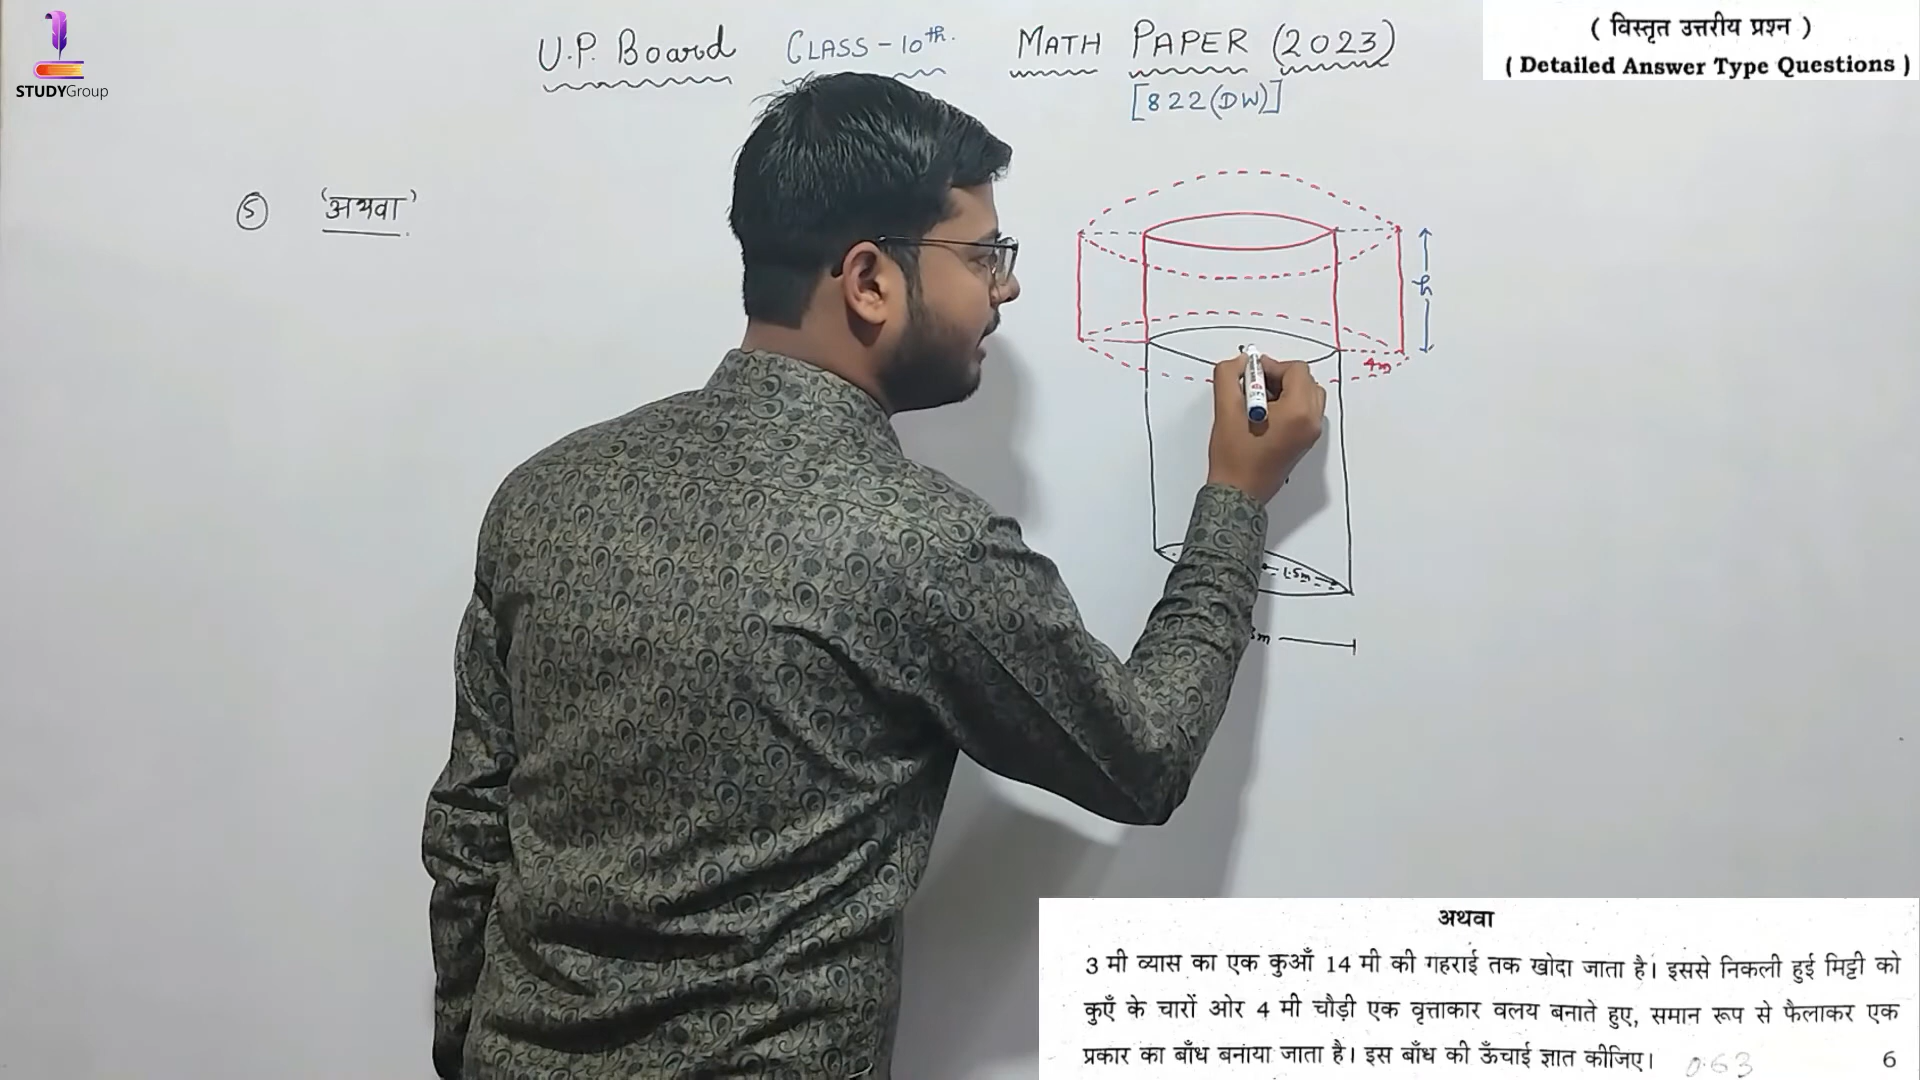 STUDYGroup
U.P. Board CLASS-10th. MATH PAPER (2023)
[822(DW)]
( विस्तृत उत्तरीय प्रश्न )
( Detailed Answer Type Questions )
5 'अथवा'
h
4m
1.5m
3m
अथवा
3 मी व्यास का एक कुआँ 14 मी की गहराई तक खोदा जाता है। इससे निकली हुई मिट्टी को
कुएँ के चारों ओर 4 मी चौड़ी एक वृत्ताकार वलय बनाते हुए, समान रूप से फैलाकर एक
प्रकार का बाँध बनाया जाता है। इस बाँध की ऊँचाई ज्ञात कीजिए। 0.63 6